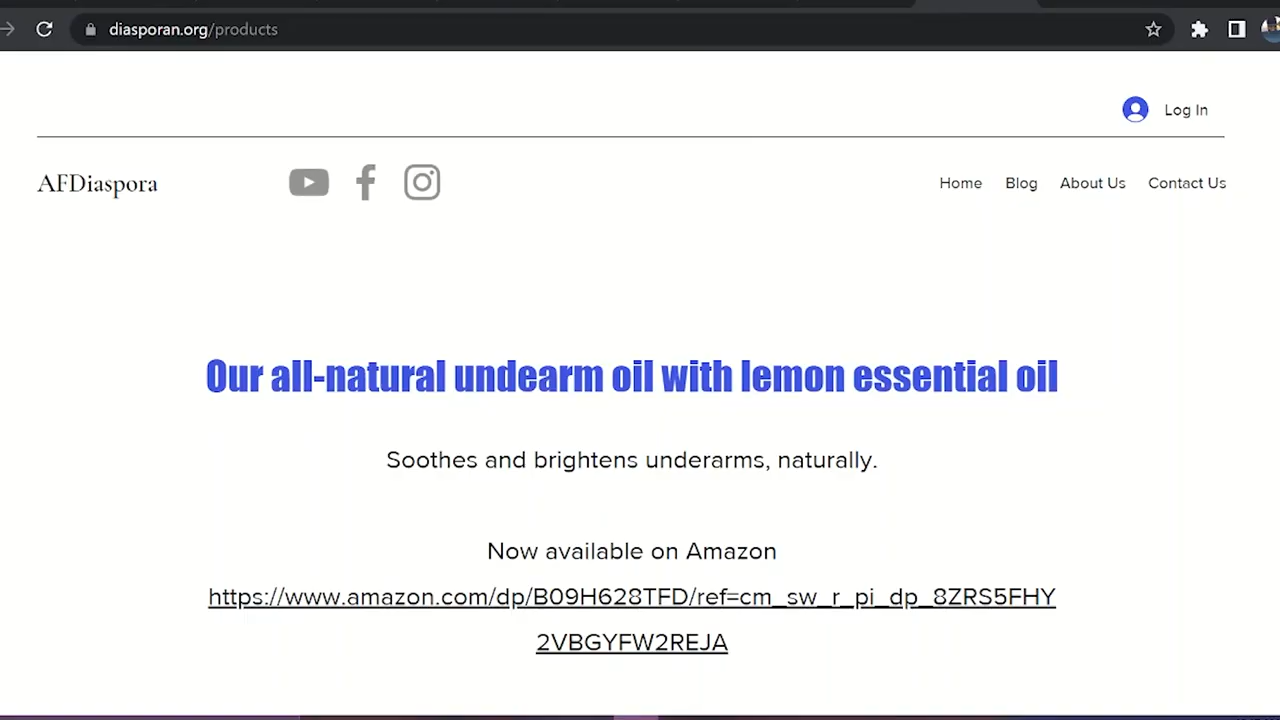 diasporan.org/products
Log In
AFDiaspora
Home Blog About Us Contact Us
Our all-natural undearm oil with lemon essential oil
Soothes and brightens underarms, naturally.
Now available on Amazon
https://www.amazon.com/dp/B09H628TFD/ref=cm_sw_r_pi_dp_8ZRS5FHY
2VBGYFW2REJA